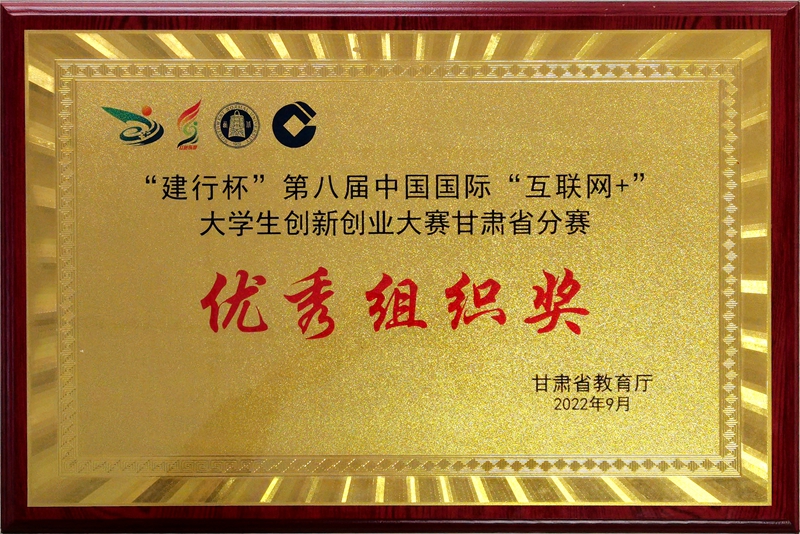 “建行杯”第八届中国国际“互联网+”
大学生创新创业大赛甘肃省分赛
优秀组织奖
甘肃省教育厅
2022年9月